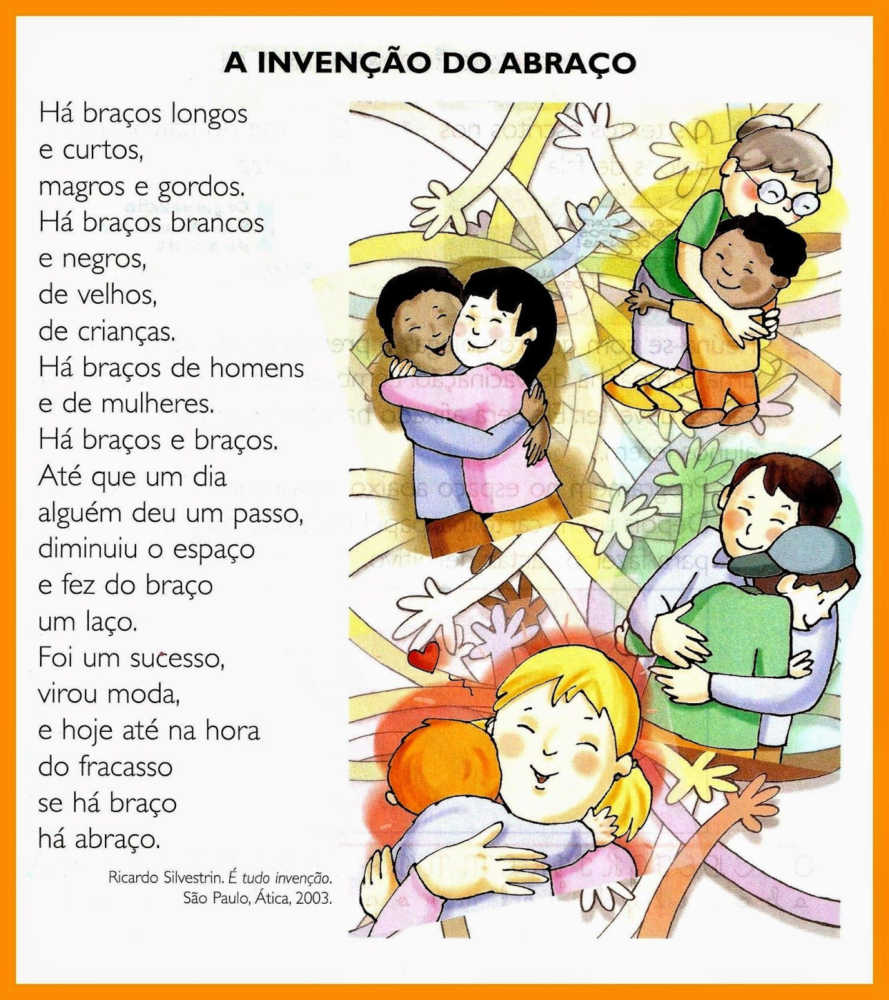 A INVENÇÃO DO ABRAÇO
Há braços longos
e curtos,
magros e gordos.
Há braços brancos
e negros,
de velhos,
de crianças.
Há braços de homens
e de mulheres.
Há braços e braços.
Até que um dia
alguém deu um passo,
diminuiu o espaço
e fez do braço
um laço.
Foi um sucesso,
virou moda,
e hoje até na hora
do fracasso
se há braço
há abraço.
Ricardo Silvestrin. É tudo invenção.
São Paulo, Ática, 2003.